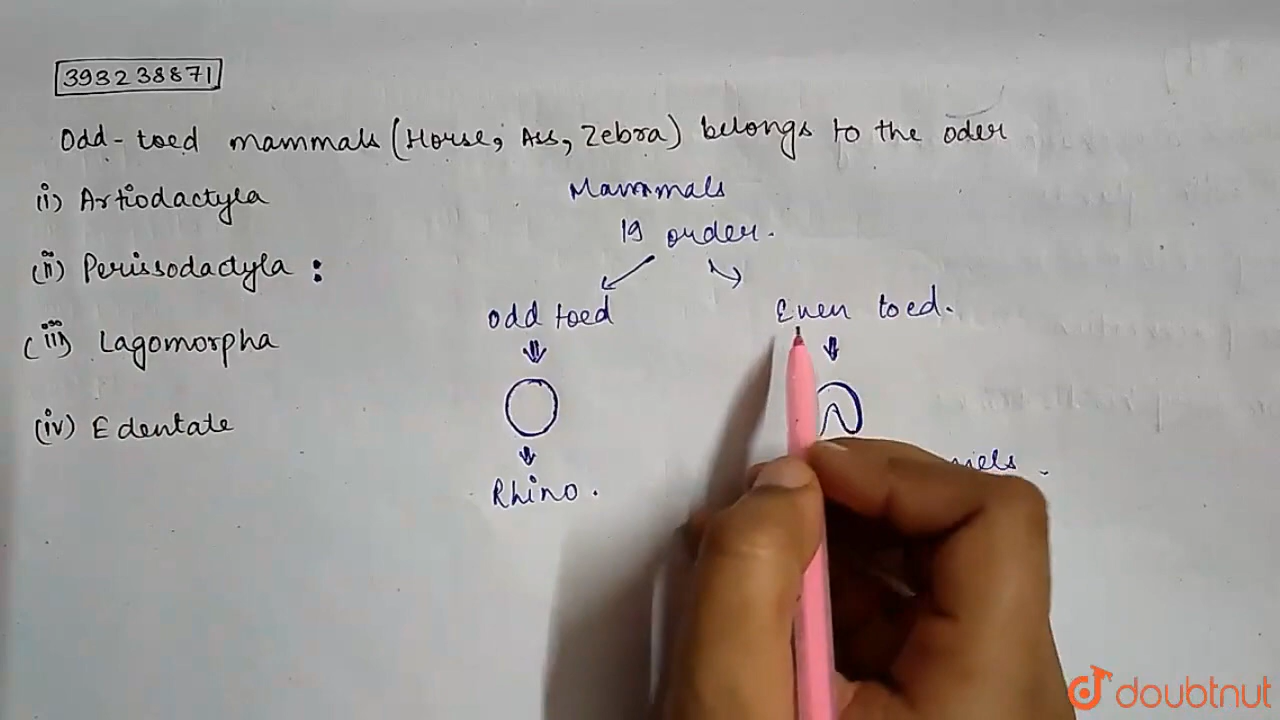 393238871
Odd-toed mammals (Horse, Ass, Zebra) belongs to the oder
(i) Artiodactyla
(ii) Perissodactyla :
(iii) Lagomorpha
(iv) Edentate
Mammals
19 order.
Odd toed
Even toed.
Rhino.
doubtnut